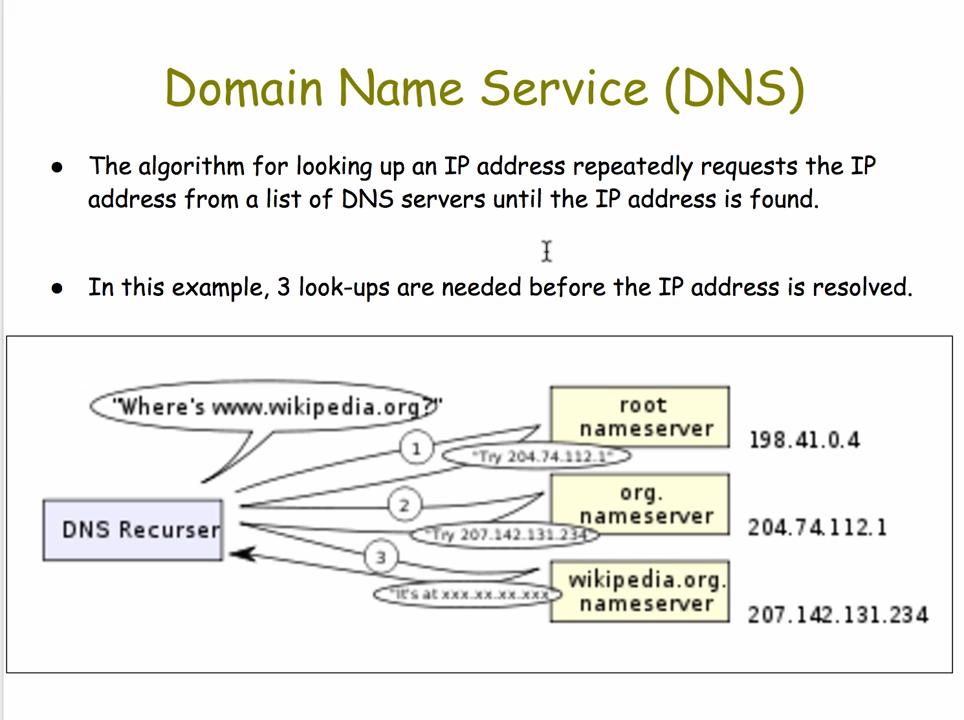 Domain Name Service (DNS)
● The algorithm for looking up an IP address repeatedly requests the IP
address from a list of DNS servers until the IP address is found.
● In this example, 3 look-ups are needed before the IP address is resolved.
"Where's www.wikipedia.org?"
root
nameserver
198.41.0.4
1
"Try 204.74.112.1"
org.
nameserver
204.74.112.1
2
"Try 207.142.131.234
DNS Recurser
3
"It's at xxx.xx.xx.xxx
wikipedia.org.
nameserver
207.142.131.234